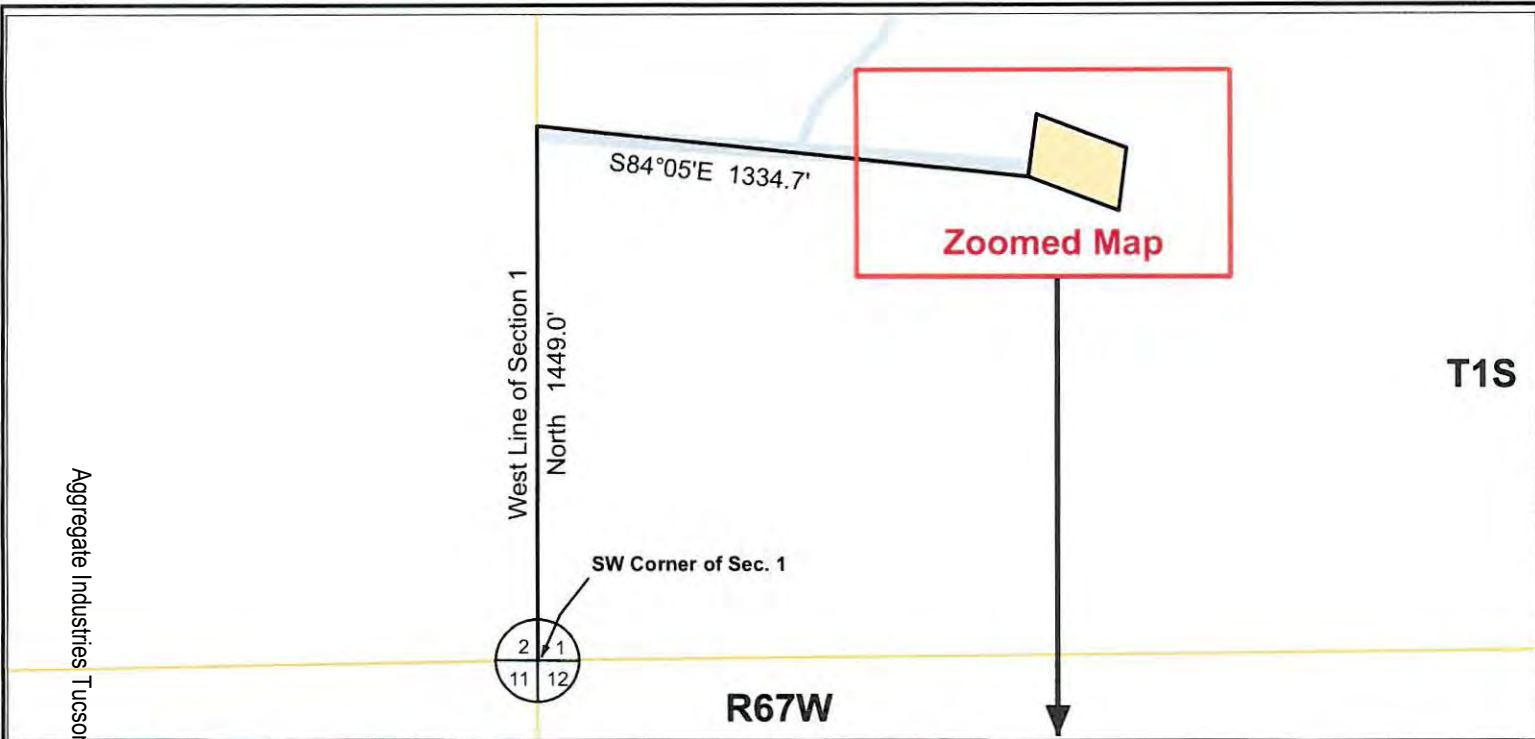 S84°05'E 1334.7'
Zoomed Map
West Line of Section 1
North 1449.0'
T1S
SW Corner of Sec. 1
2 1
11 12
R67W
Aggregate Industries Tucson